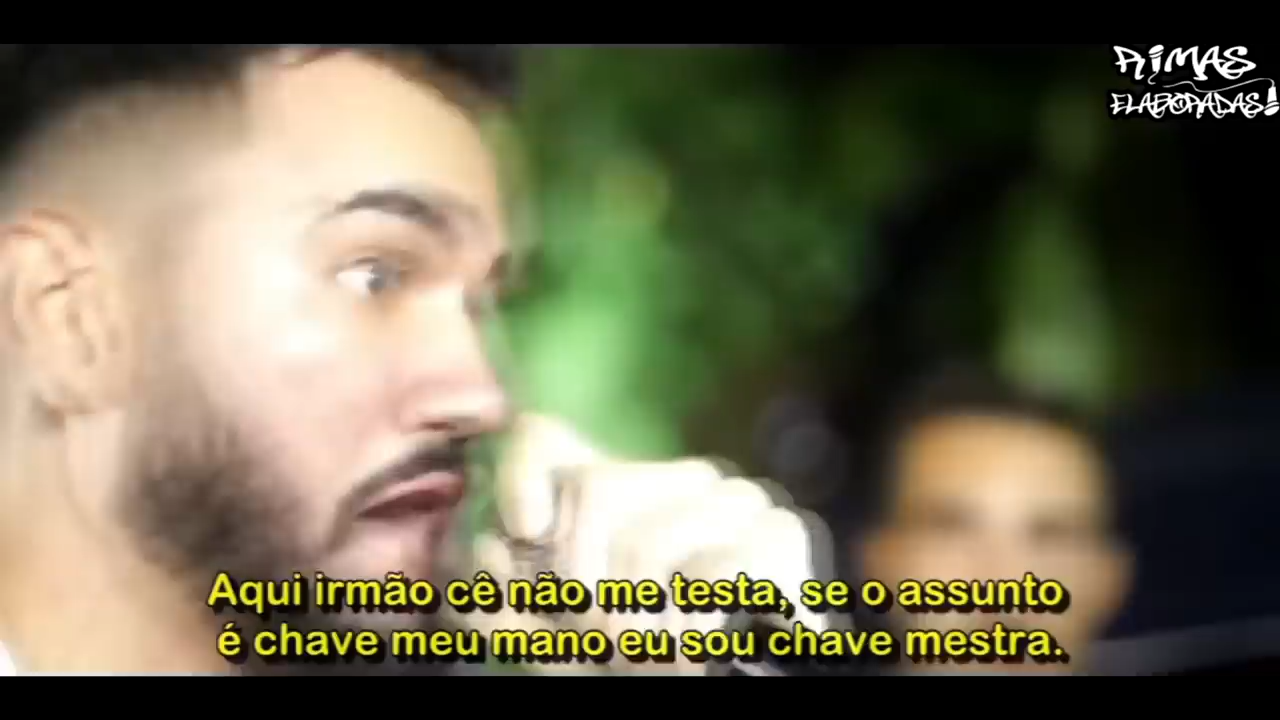 RIMAS
ELABORADAS!
Aqui irmão cê não me testa, se o assunto
é chave meu mano eu sou chave mestra.